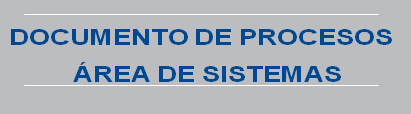 DOCUMENTO DE PROCESOS
ÁREA DE SISTEMAS